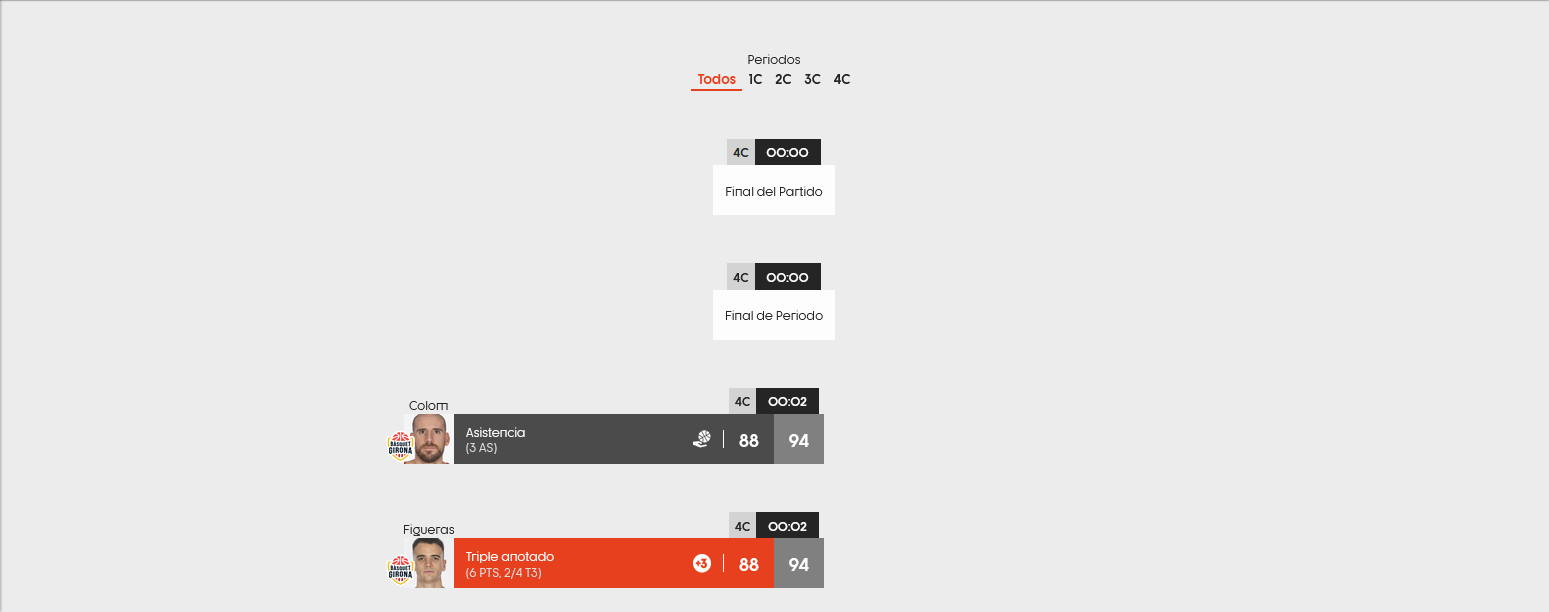 Periodos
Todos 1C 2C 3C 4C
4C 00:00
Final del Partido
4C 00:00
Final de Periodo
Colom
4C 00:02
BÀSQUET
GIRONA
Asistencia
(3 AS)
88 94
Figueras
4C 00:02
BÀSQUET
GIRONA
Triple anotado
(6 PTS, 2/4 T3)
+3 88 94